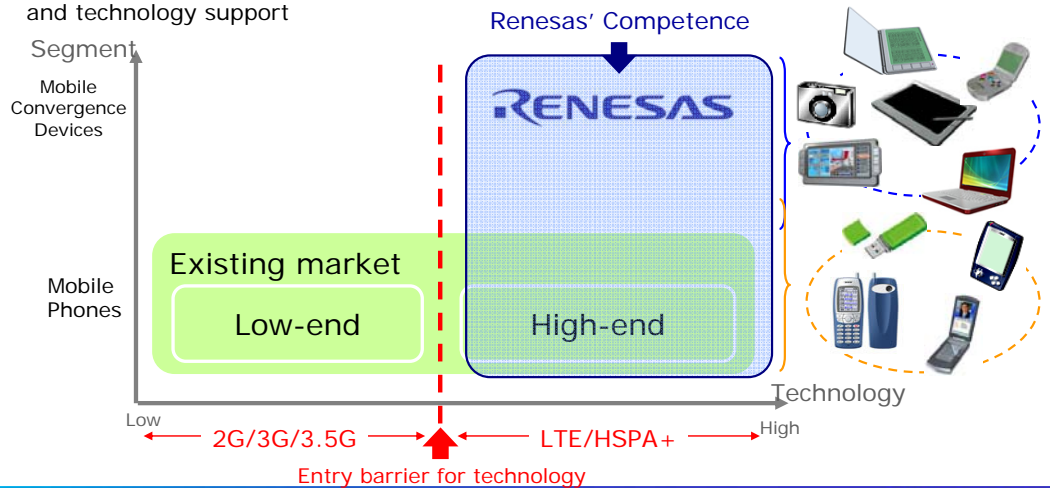 and technology support
Renesas' Competence
Segment
Mobile
Convergence
Devices
RENESAS
Existing market
Mobile
Phones
Low-end
High-end
Technology
Low
High
2G/3G/3.5G
LTE/HSPA+
Entry barrier for technology